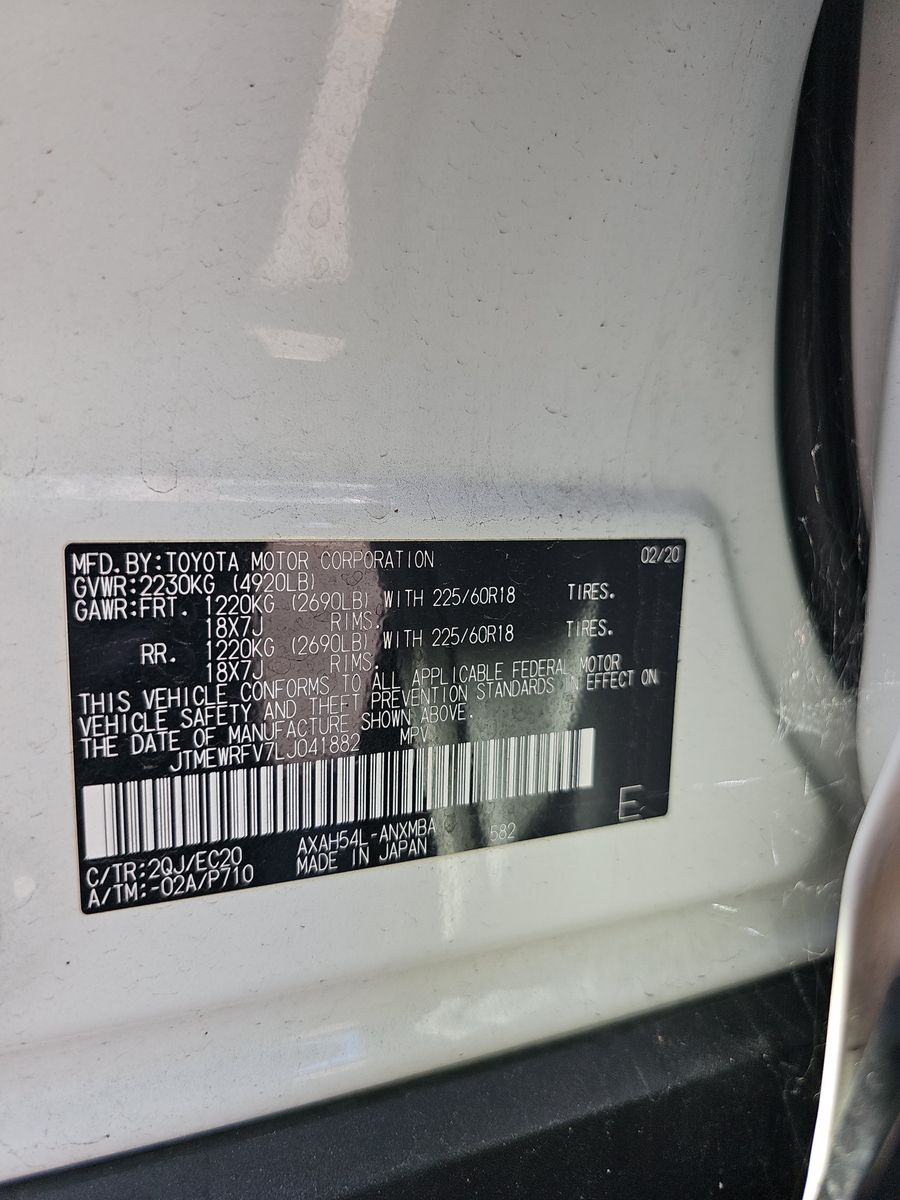 MFD. BY:TOYOTA MOTOR CORPORATION 02/20
GVWR:2230KG (4920LB)
GAWR:FRT. 1220KG (2690LB) WITH 225/60R18 TIRES.
18X7J RIMS.
RR. 1220KG (2690LB) WITH 225/60R18 TIRES.
18X7J RIMS.
THIS VEHICLE CONFORMS TO ALL APPLICABLE FEDERAL MOTOR
VEHICLE SAFETY AND THEFT PREVENTION STANDARDS IN EFFECT ON
THE DATE OF MANUFACTURE SHOWN ABOVE.
JTMEWRFV7LJ041882 MPV
E
C/TR:2QJ/EC20 AXAH54L-ANXMBA 582
A/TM:-02A/P710 MADE IN JAPAN